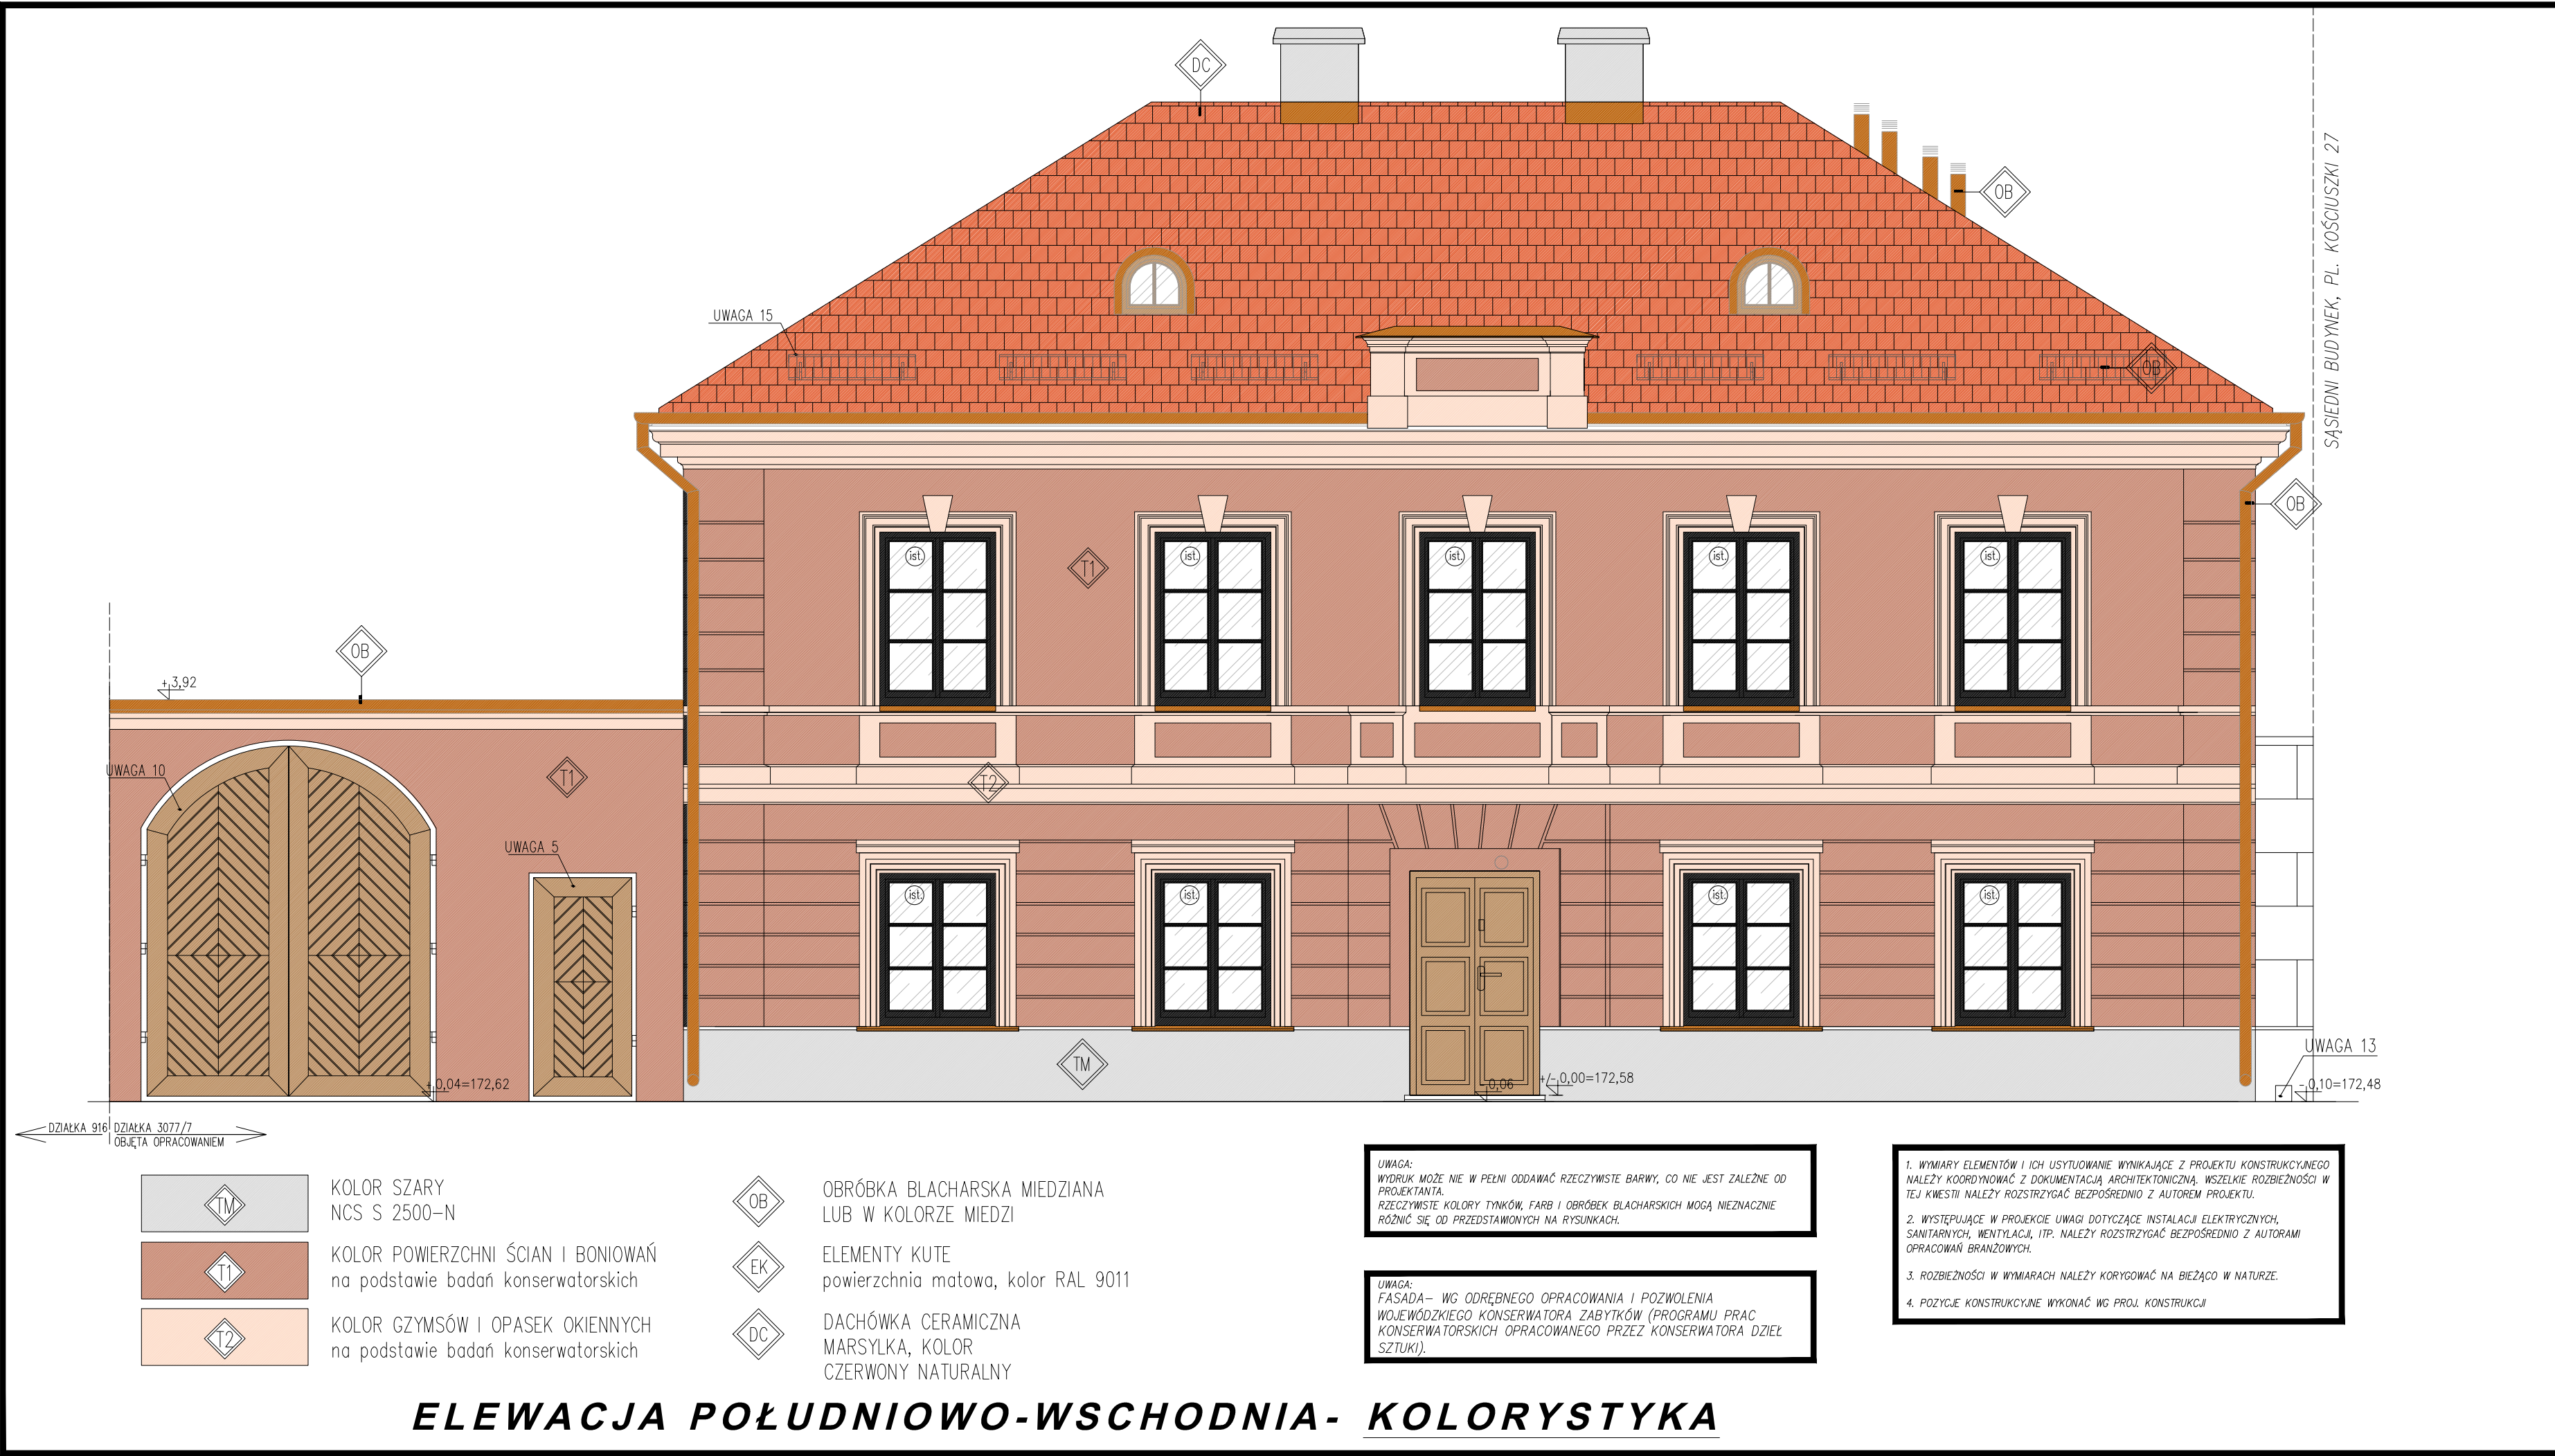 DC
SĄSIEDNI BUDYNEK, PL. KOŚCIUSZKI 27
OB
UWAGA 15
OB
OB
ist.
ist.
ist.
ist.
ist.
T1
OB
+3,92
UWAGA 10
T1
T2
UWAGA 5
ist.
ist.
ist.
ist.
TM
UWAGA 13
+0,04=172,62
-0,06
+/-0,00=172,58
-0,10=172,48
DZIAŁKA 916
DZIAŁKA 3077/7
OBJĘTA OPRACOWANIEM
TM
KOLOR SZARY
NCS S 2500-N
T1
KOLOR POWIERZCHNI ŚCIAN I BONIOWAŃ
na podstawie badań konserwatorskich
T2
KOLOR GZYMSÓW I OPASEK OKIENNYCH
na podstawie badań konserwatorskich
OB
OBRÓBKA BLACHARSKA MIEDZIANA
LUB W KOLORZE MIEDZI
EK
ELEMENTY KUTE
powierzchnia matowa, kolor RAL 9011
DC
DACHÓWKA CERAMICZNA
MARSYLKA, KOLOR
CZERWONY NATURALNY
UWAGA:
WYDRUK MOŻE NIE W PEŁNI ODDAWAĆ RZECZYWISTE BARWY, CO NIE JEST ZALEŻNE OD
PROJEKTANTA.
RZECZYWISTE KOLORY TYNKÓW, FARB I OBRÓBEK BLACHARSKICH MOGĄ NIEZNACZNIE
RÓŻNIĆ SIĘ OD PRZEDSTAWIONYCH NA RYSUNKACH.
UWAGA:
FASADA- WG ODRĘBNEGO OPRACOWANIA I POZWOLENIA
WOJEWÓDZKIEGO KONSERWATORA ZABYTKÓW (PROGRAMU PRAC
KONSERWATORSKICH OPRACOWANEGO PRZEZ KONSERWATORA DZIEŁ
SZTUKI).
1. WYMIARY ELEMENTÓW I ICH USYTUOWANIE WYNIKAJĄCE Z PROJEKTU KONSTRUKCYJNEGO
NALEŻY KOORDYNOWAĆ Z DOKUMENTACJĄ ARCHITEKTONICZNĄ. WSZELKIE ROZBIEŻNOŚCI W
TEJ KWESTII NALEŻY ROZSTRZYGAĆ BEZPOŚREDNIO Z AUTOREM PROJEKTU.
2. WYSTĘPUJĄCE W PROJEKCIE UWAGI DOTYCZĄCE INSTALACJI ELEKTRYCZNYCH,
SANITARNYCH, WENTYLACJI, ITP. NALEŻY ROZSTRZYGAĆ BEZPOŚREDNIO Z AUTORAMI
OPRACOWAŃ BRANŻOWYCH.
3. ROZBIEŻNOŚCI W WYMIARACH NALEŻY KORYGOWAĆ NA BIEŻĄCO W NATURZE.
4. POZYCJE KONSTRUKCYJNE WYKONAĆ WG PROJ. KONSTRUKCJI
ELEWACJA POŁUDNIOWO-WSCHODNIA- KOLORYSTYKA